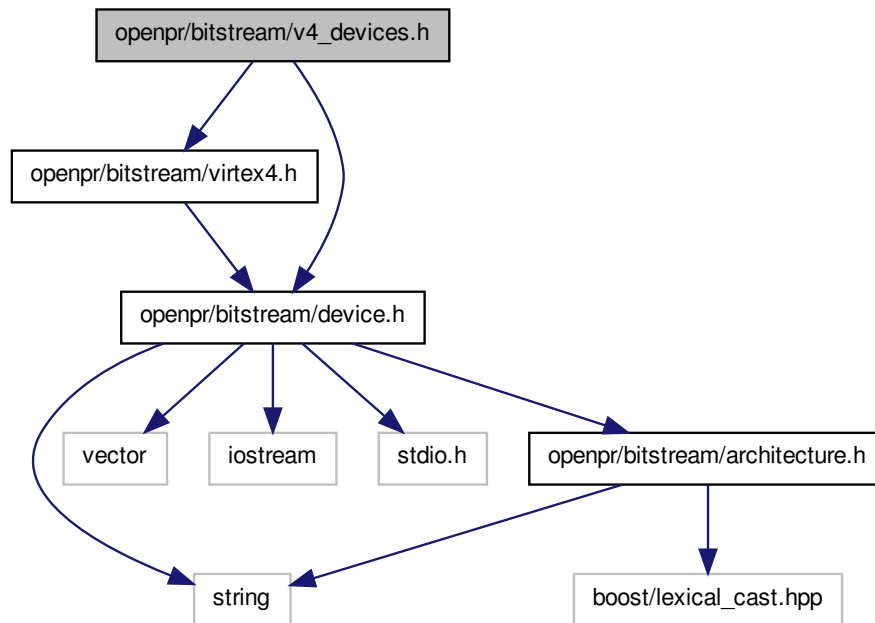 openpr/bitstream/v4_devices.h
openpr/bitstream/virtex4.h
openpr/bitstream/device.h
vector
iostream
stdio.h
openpr/bitstream/architecture.h
string
boost/lexical_cast.hpp